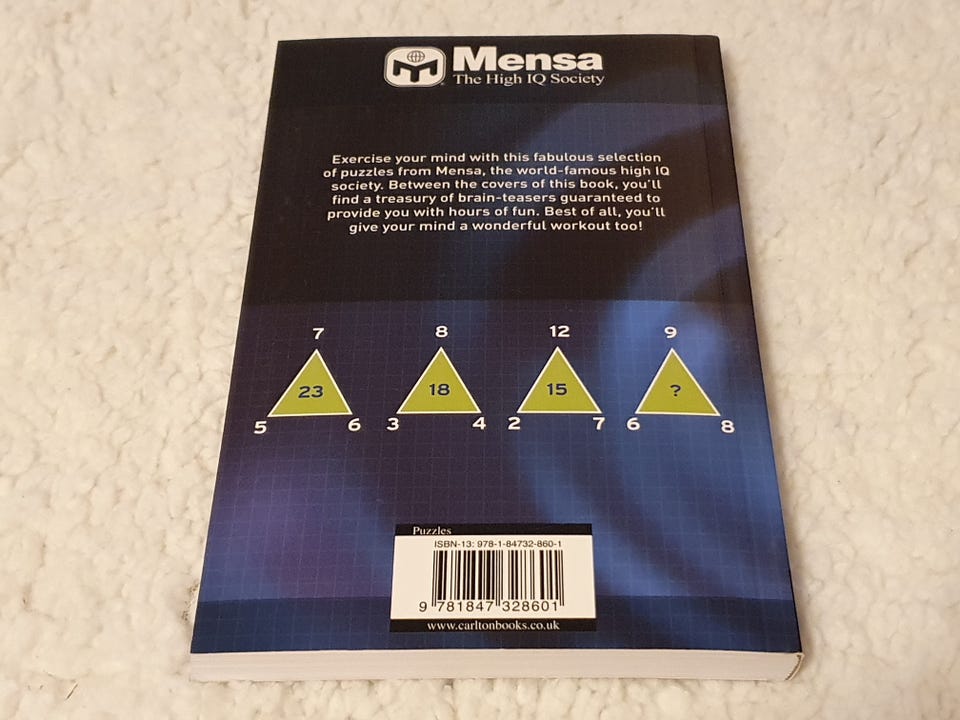 Mensa
The High IQ Society
Exercise your mind with this fabulous selection
of puzzles from Mensa, the world-famous high IQ
society. Between the covers of this book, you'll
find a treasury of brain-teasers guaranteed to
provide you with hours of fun. Best of all, you'll
give your mind a wonderful workout too!
7 8 12 9
23 18 15 ?
5 6 3 4 2 7 6 8
Puzzles
ISBN-13: 978-1-84732-860-1
9 781847 328601
www.carltonbooks.co.uk